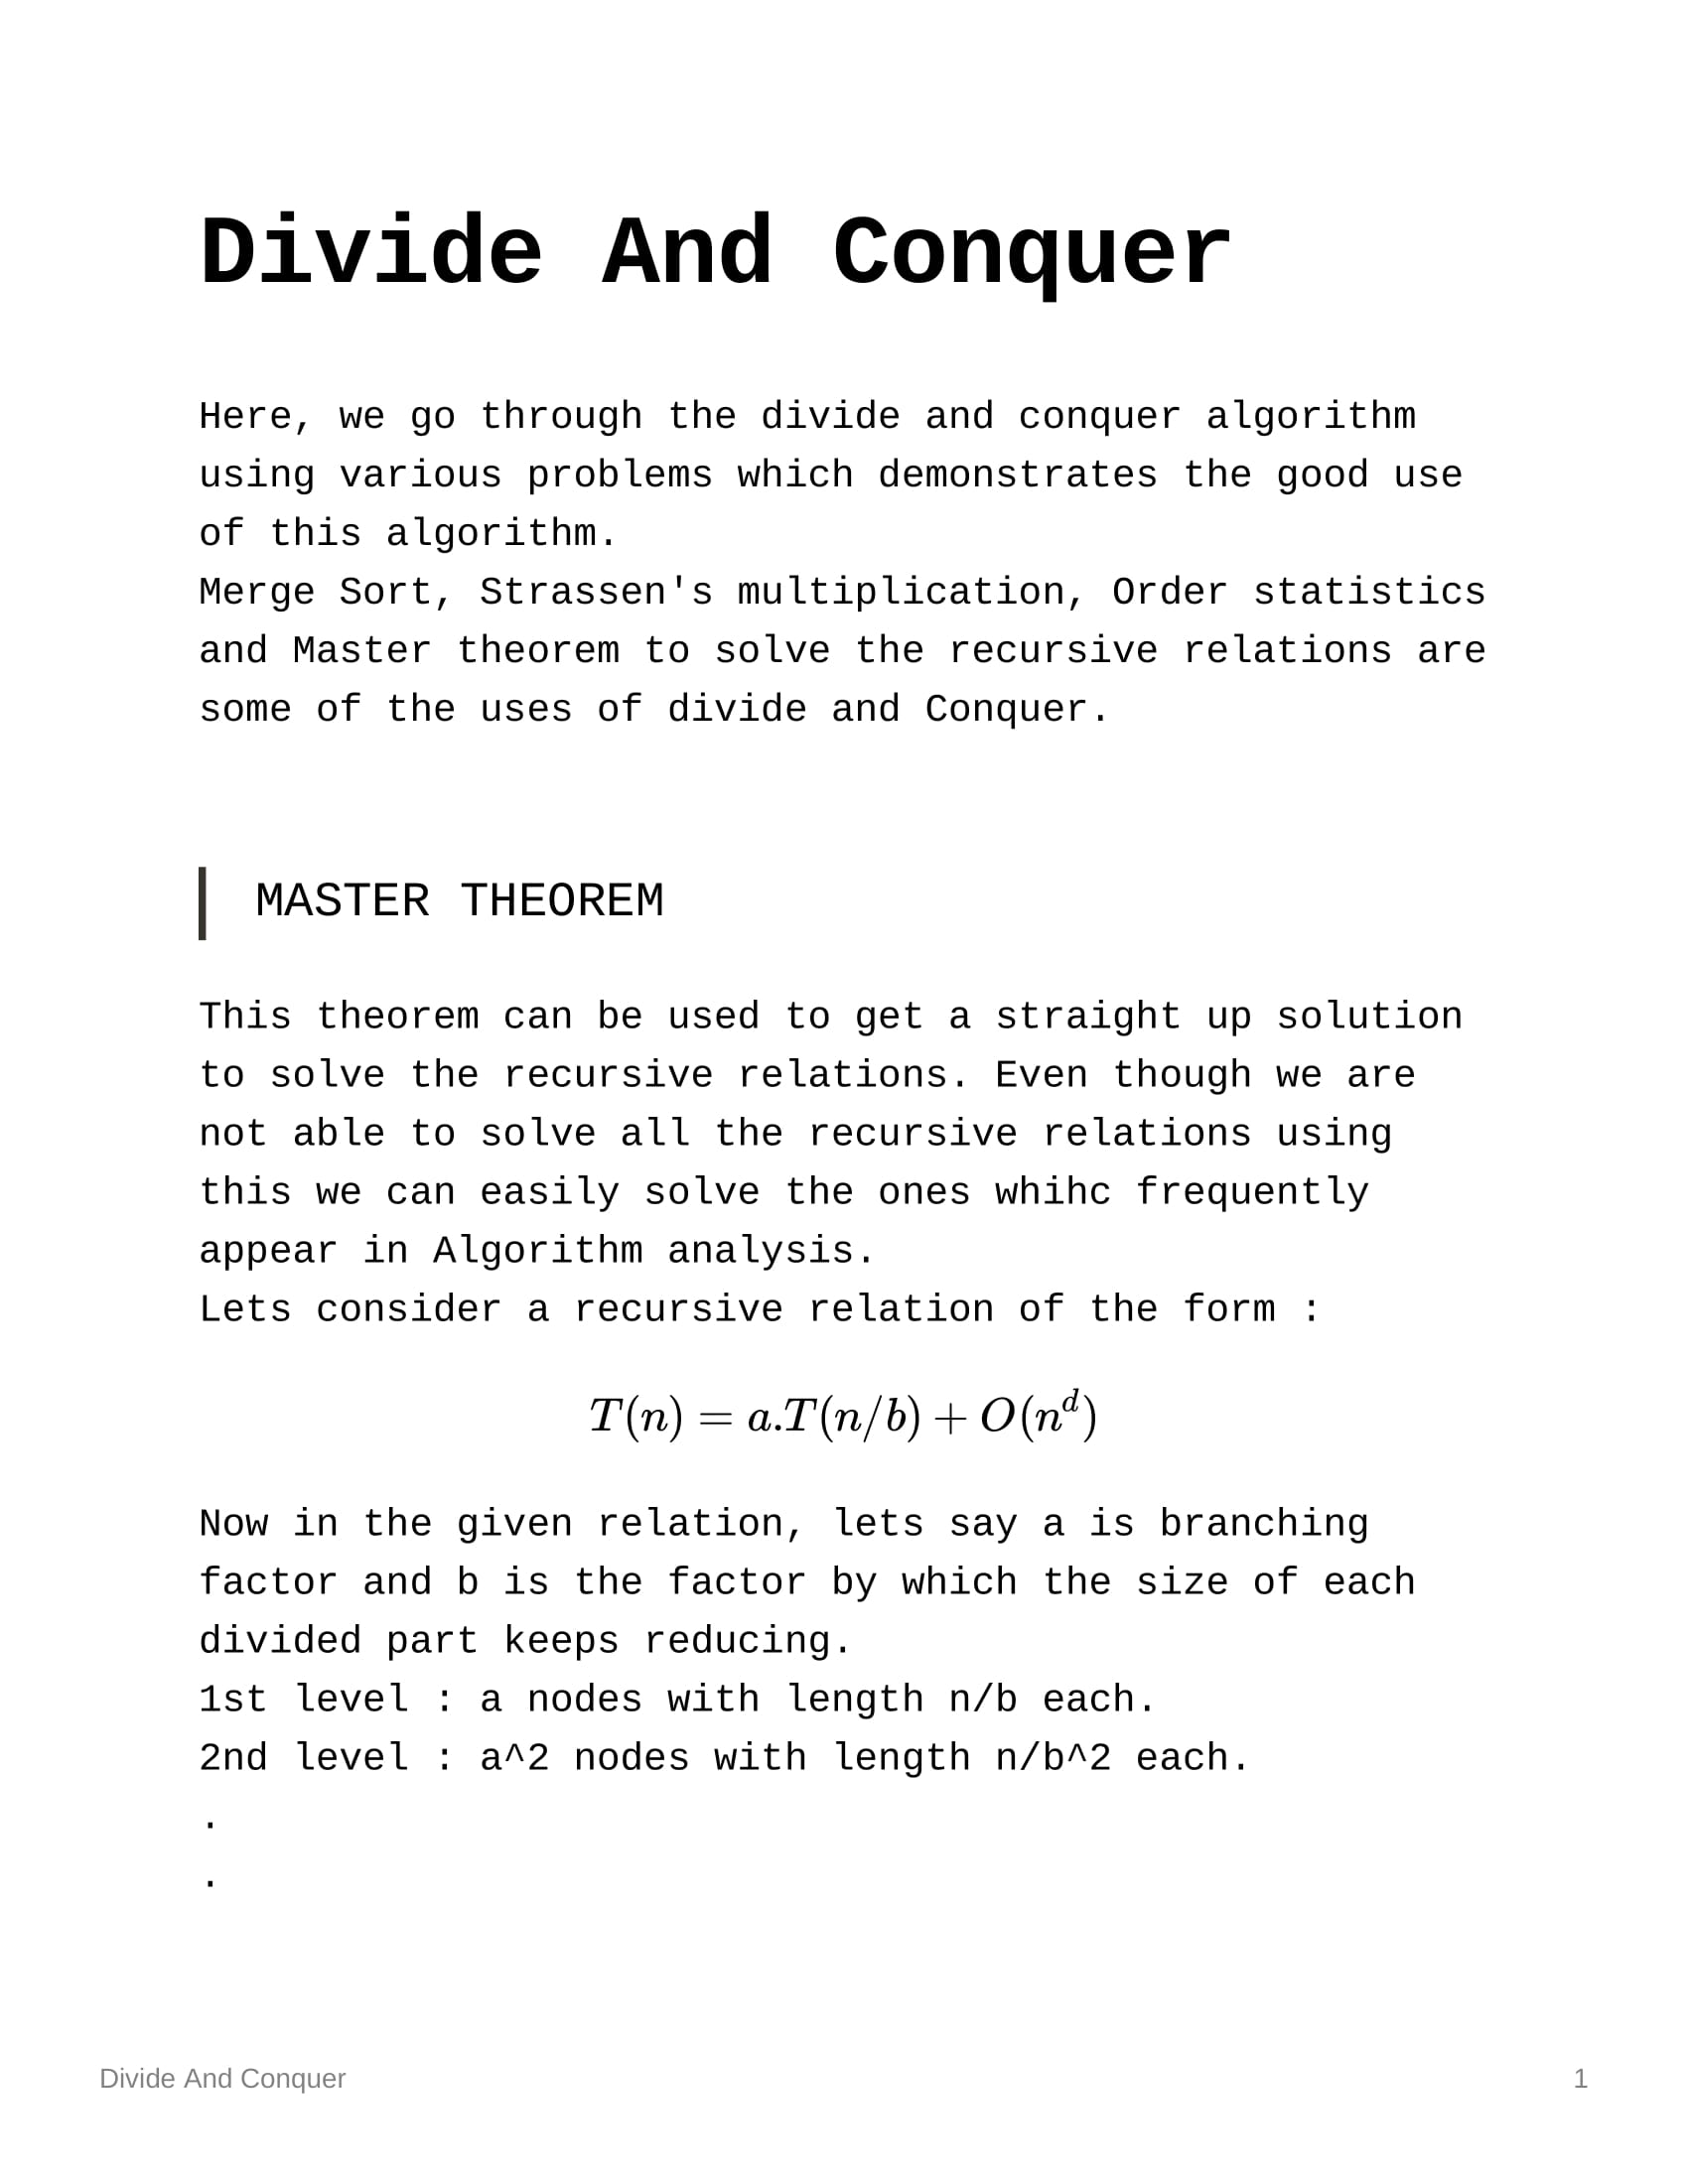 Divide And Conquer
Here, we go through the divide and conquer algorithm
using various problems which demonstrates the good use
of this algorithm.
Merge Sort, Strassen's multiplication, Order statistics
and Master theorem to solve the recursive relations are
some of the uses of divide and Conquer.
MASTER THEOREM
This theorem can be used to get a straight up solution
to solve the recursive relations. Even though we are
not able to solve all the recursive relations using
this we can easily solve the ones whihc frequently
appear in Algorithm analysis.
Lets consider a recursive relation of the form :
T(n) = a.T(n/b) + O(n^d)
Now in the given relation, lets say a is branching
factor and b is the factor by which the size of each
divided part keeps reducing.
1st level : a nodes with length n/b each.
2nd level : a^2 nodes with length n/b^2 each.
.
.
Divide And Conquer 1